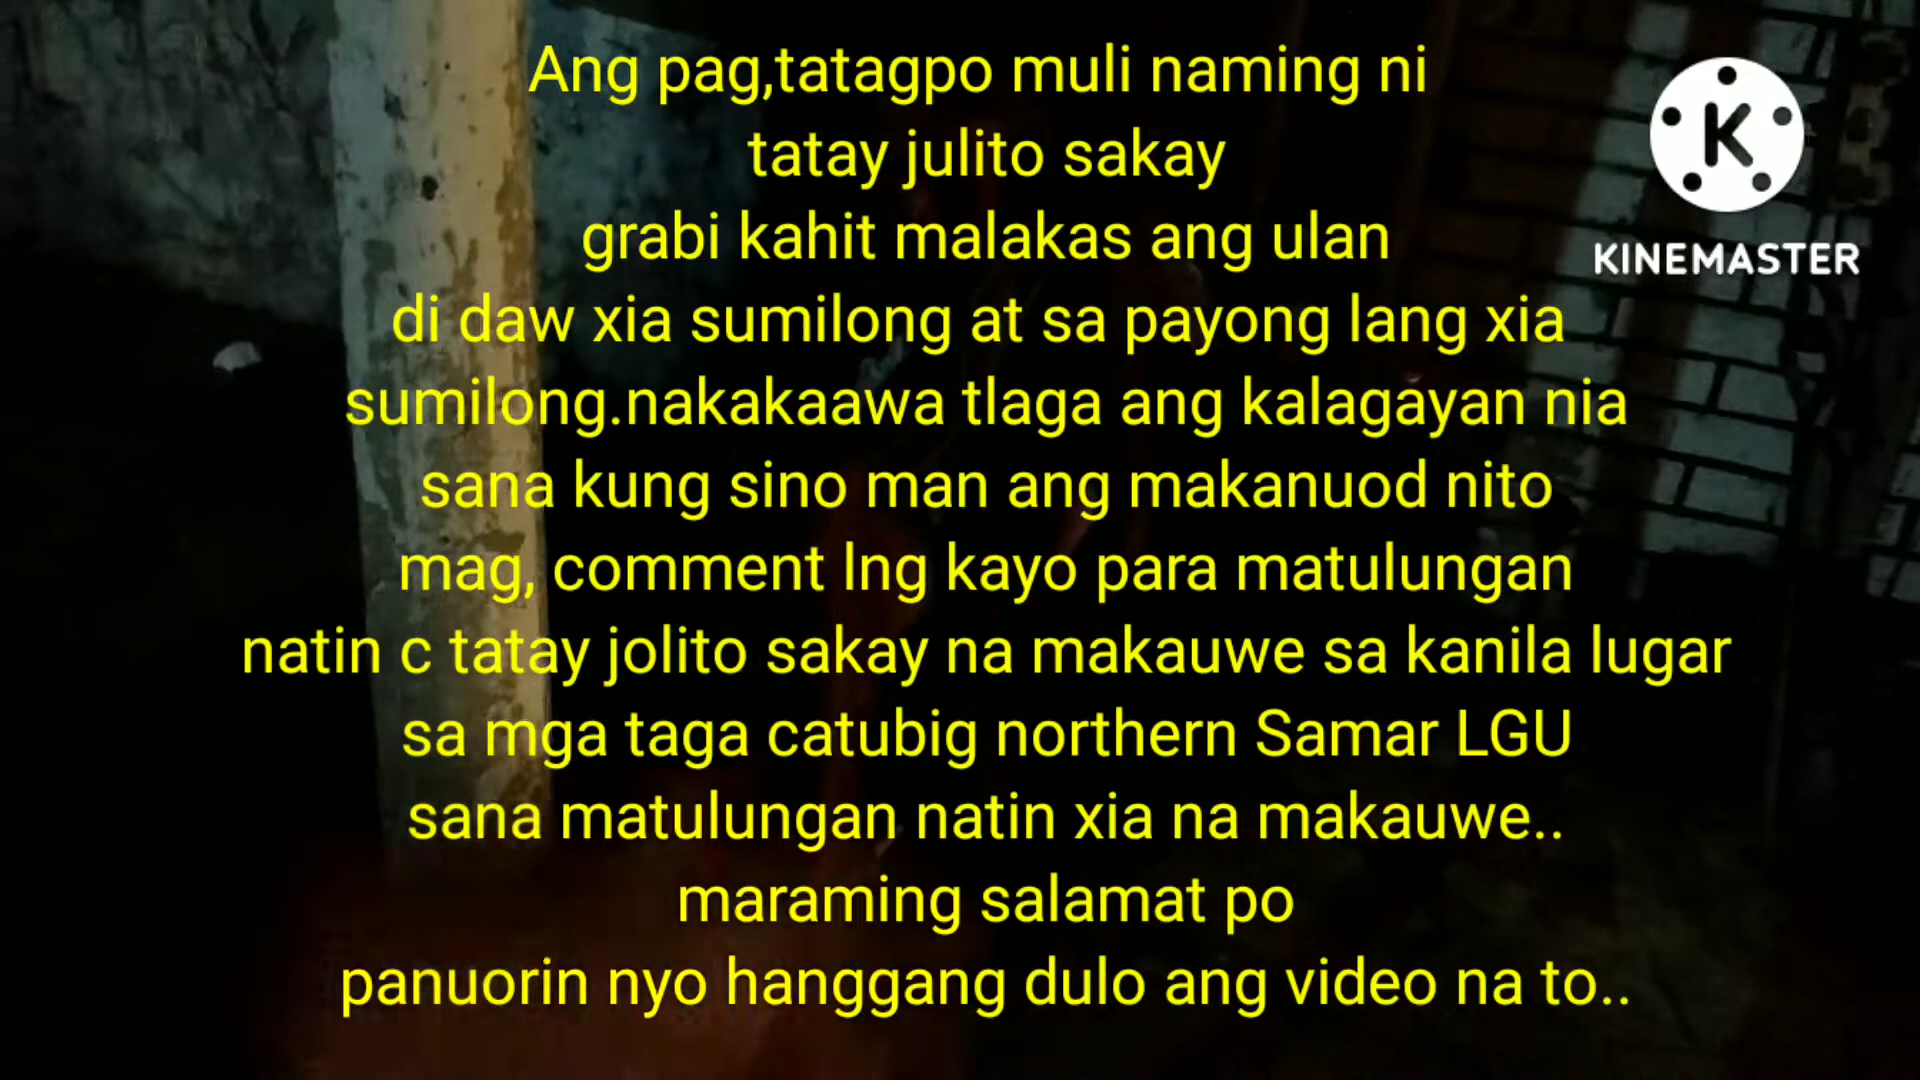 Ang pag,tatagpo muli naming ni
tatay julito sakay
grabi kahit malakas ang ulan
di daw xia sumilong at sa payong lang xia
sumilong.nakakaawa tlaga ang kalagayan nia
sana kung sino man ang makanuod nito
mag, comment lng kayo para matulungan
natin c tatay jolito sakay na makauwe sa kanila lugar
sa mga taga catubig northern Samar LGU
sana matulungan natin xia na makauwe..
maraming salamat po
panuorin nyo hanggang dulo ang video na to..
K
KINEMASTER